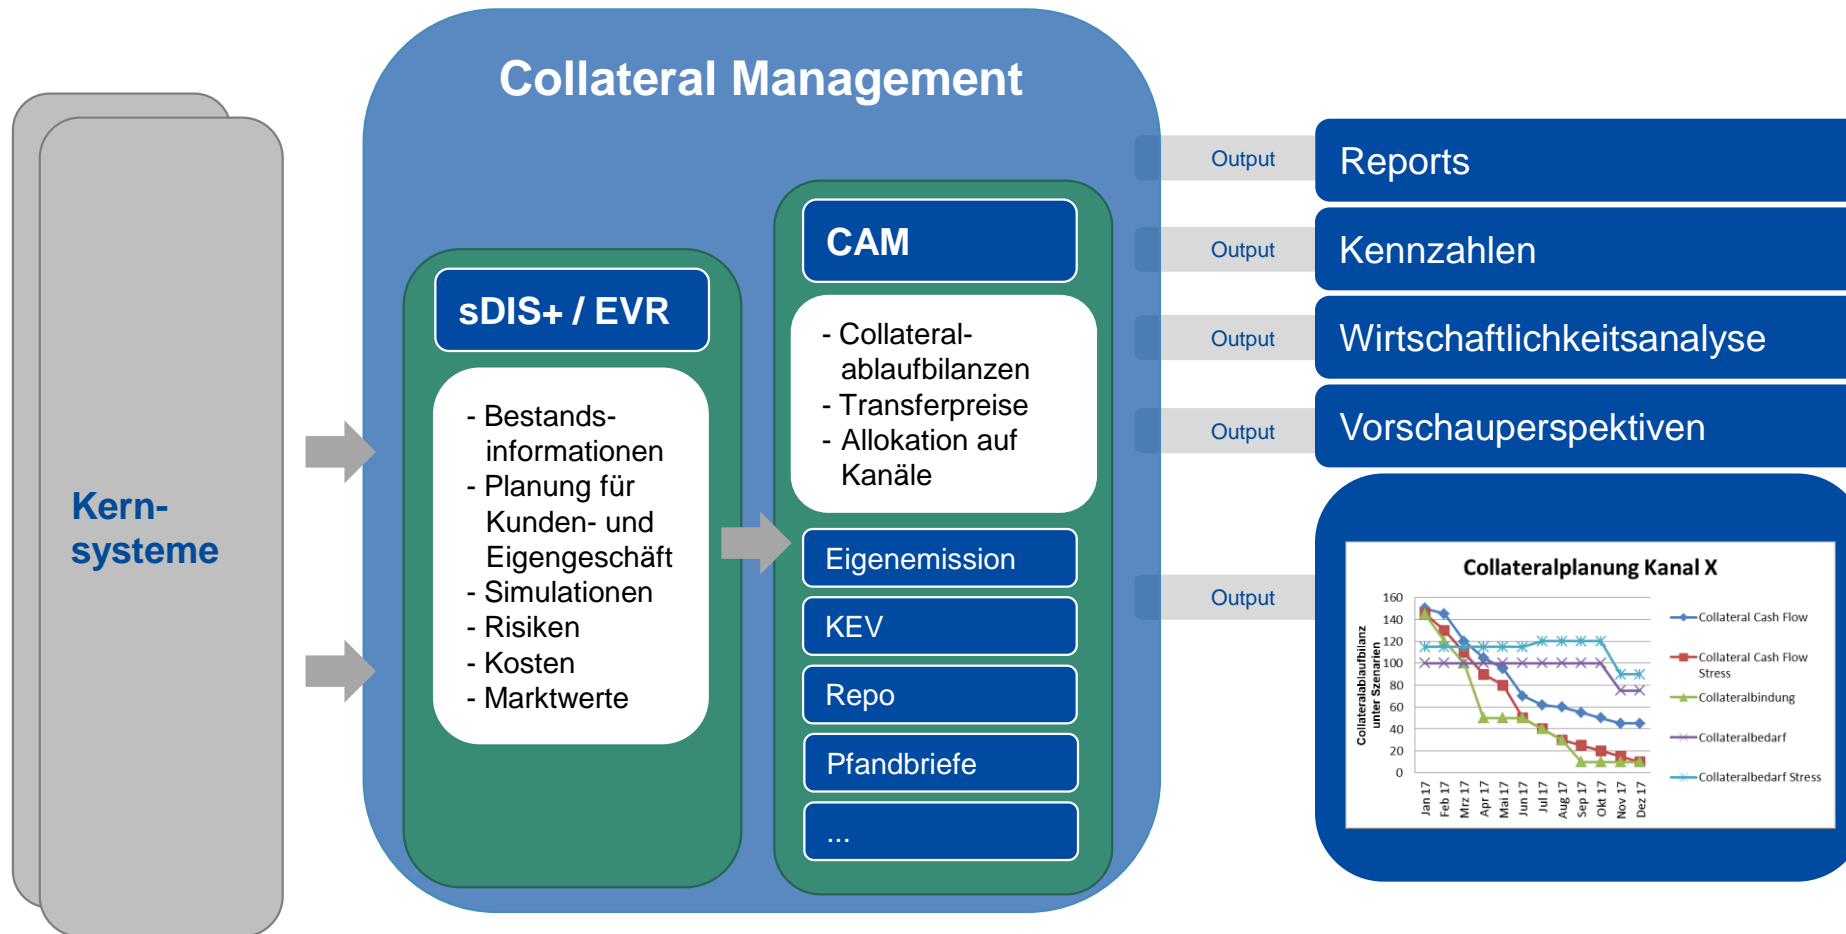 Collateral Management
Kern-
systeme
sDIS+ / EVR
- Bestands-
informationen
- Planung für
Kunden- und
Eigengeschäft
- Simulationen
- Risiken
- Kosten
- Marktwerte
CAM
- Collateral-
ablaufbilanzen
- Transferpreise
- Allokation auf
Kanäle
Eigenemission
KEV
Repo
Pfandbriefe
...
Output
Reports
Output
Kennzahlen
Output
Wirtschaftlichkeitsanalyse
Output
Vorschauperspektiven
Output
Collateralplanung Kanal X
Collateralablaufbilanz
unter Szenarien
160
140
120
100
80
60
40
20
0
Jan 17
Feb 17
Mrz 17
Apr 17
Mai 17
Jun 17
Jul 17
Aug 17
Sep 17
Okt 17
Nov 17
Dez 17
Collateral Cash Flow
Collateral Cash Flow
Stress
Collateralbindung
Collateralbedarf
Collateralbedarf Stress